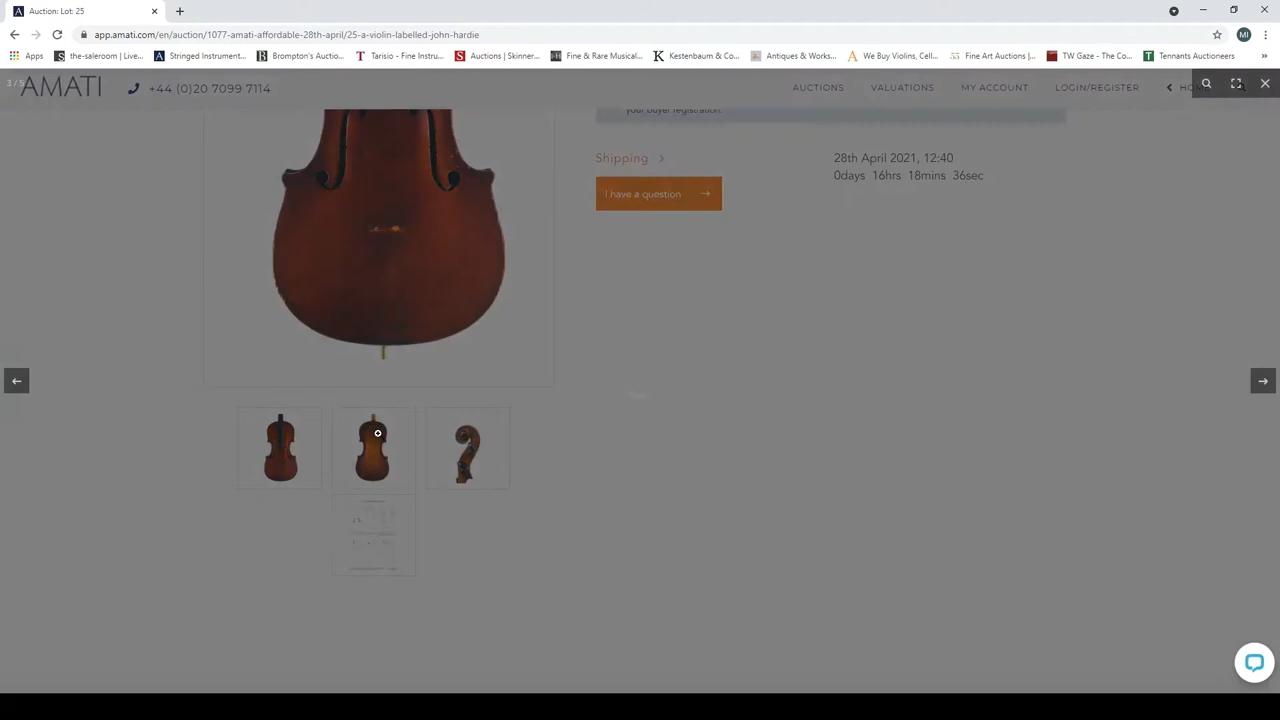 Auction: Lot: 25
app.amati.com/en/auction/1077-amati-affordable-28th-april/25-a-violin-labelled-john-hardie
MI
Apps
the-saleroom | Live...
Stringed Instrument...
Brompton's Auctio...
Tarisio - Fine Instru...
Auctions | Skinner...
Fine & Rare Musical...
Kestenbaum & Co...
Antiques & Works...
We Buy Violins, Cell...
Fine Art Auctions |...
TW Gaze - The Co...
Tennants Auctioneers
3 / 5
AMATI
+44 (0)20 7099 7114
AUCTIONS
VALUATIONS
MY ACCOUNT
LOGIN/REGISTER
your buyer registration.
Shipping
28th April 2021, 12:40
0days 16hrs 18mins 36sec
I have a question